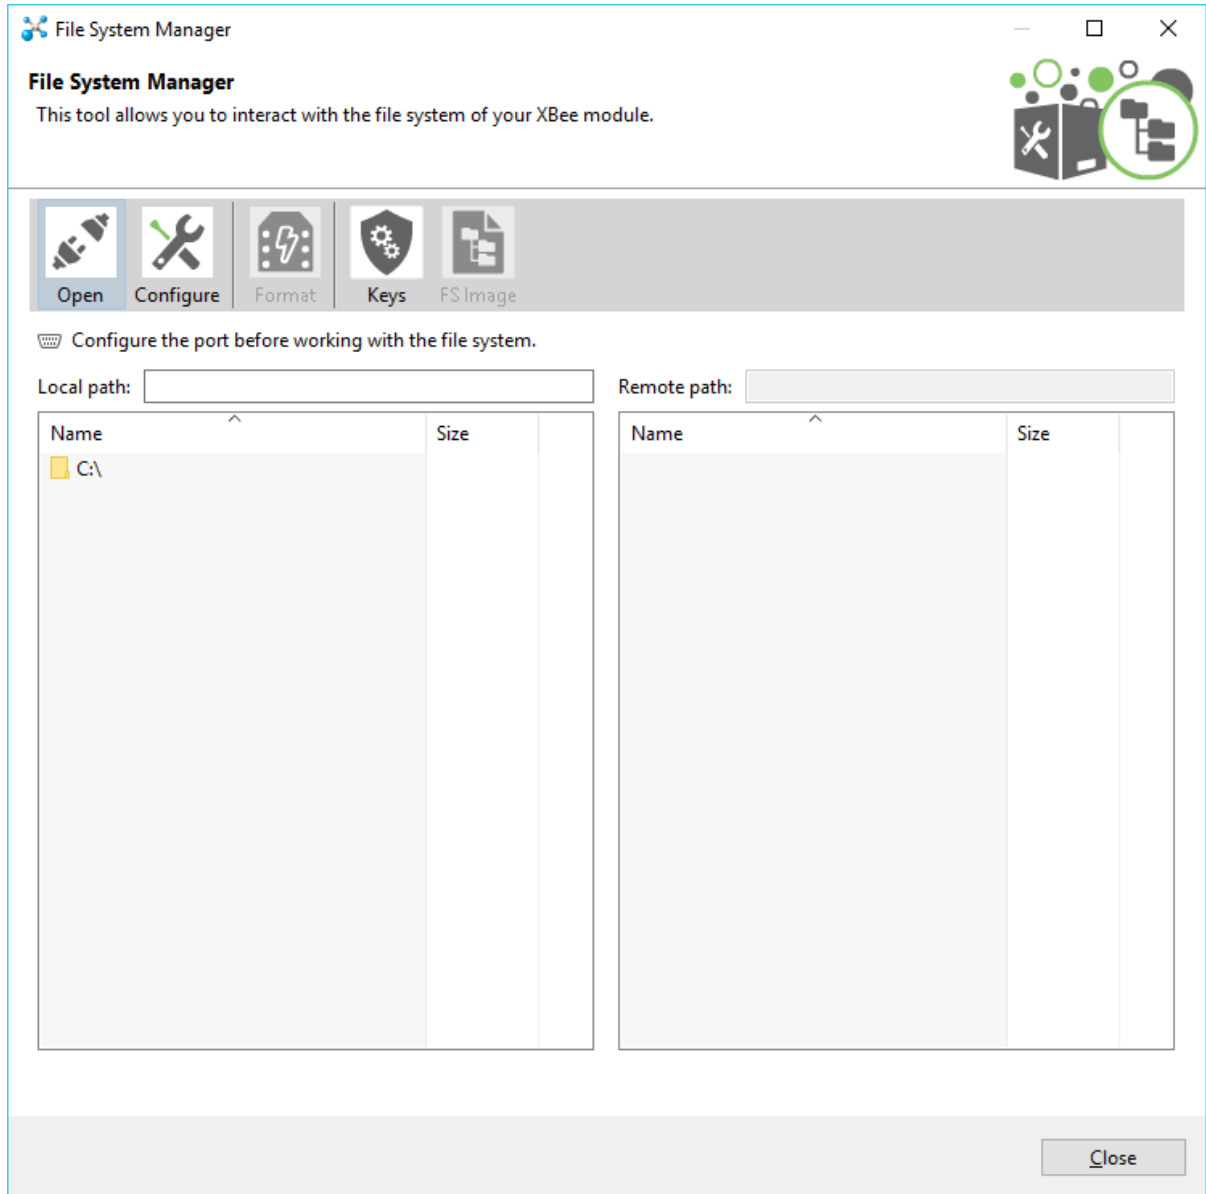 File System Manager
File System Manager
This tool allows you to interact with the file system of your XBee module.
Open Configure Format Keys FS Image
Configure the port before working with the file system.
Local path: Remote path:
Name Size Name Size
C:\
Close